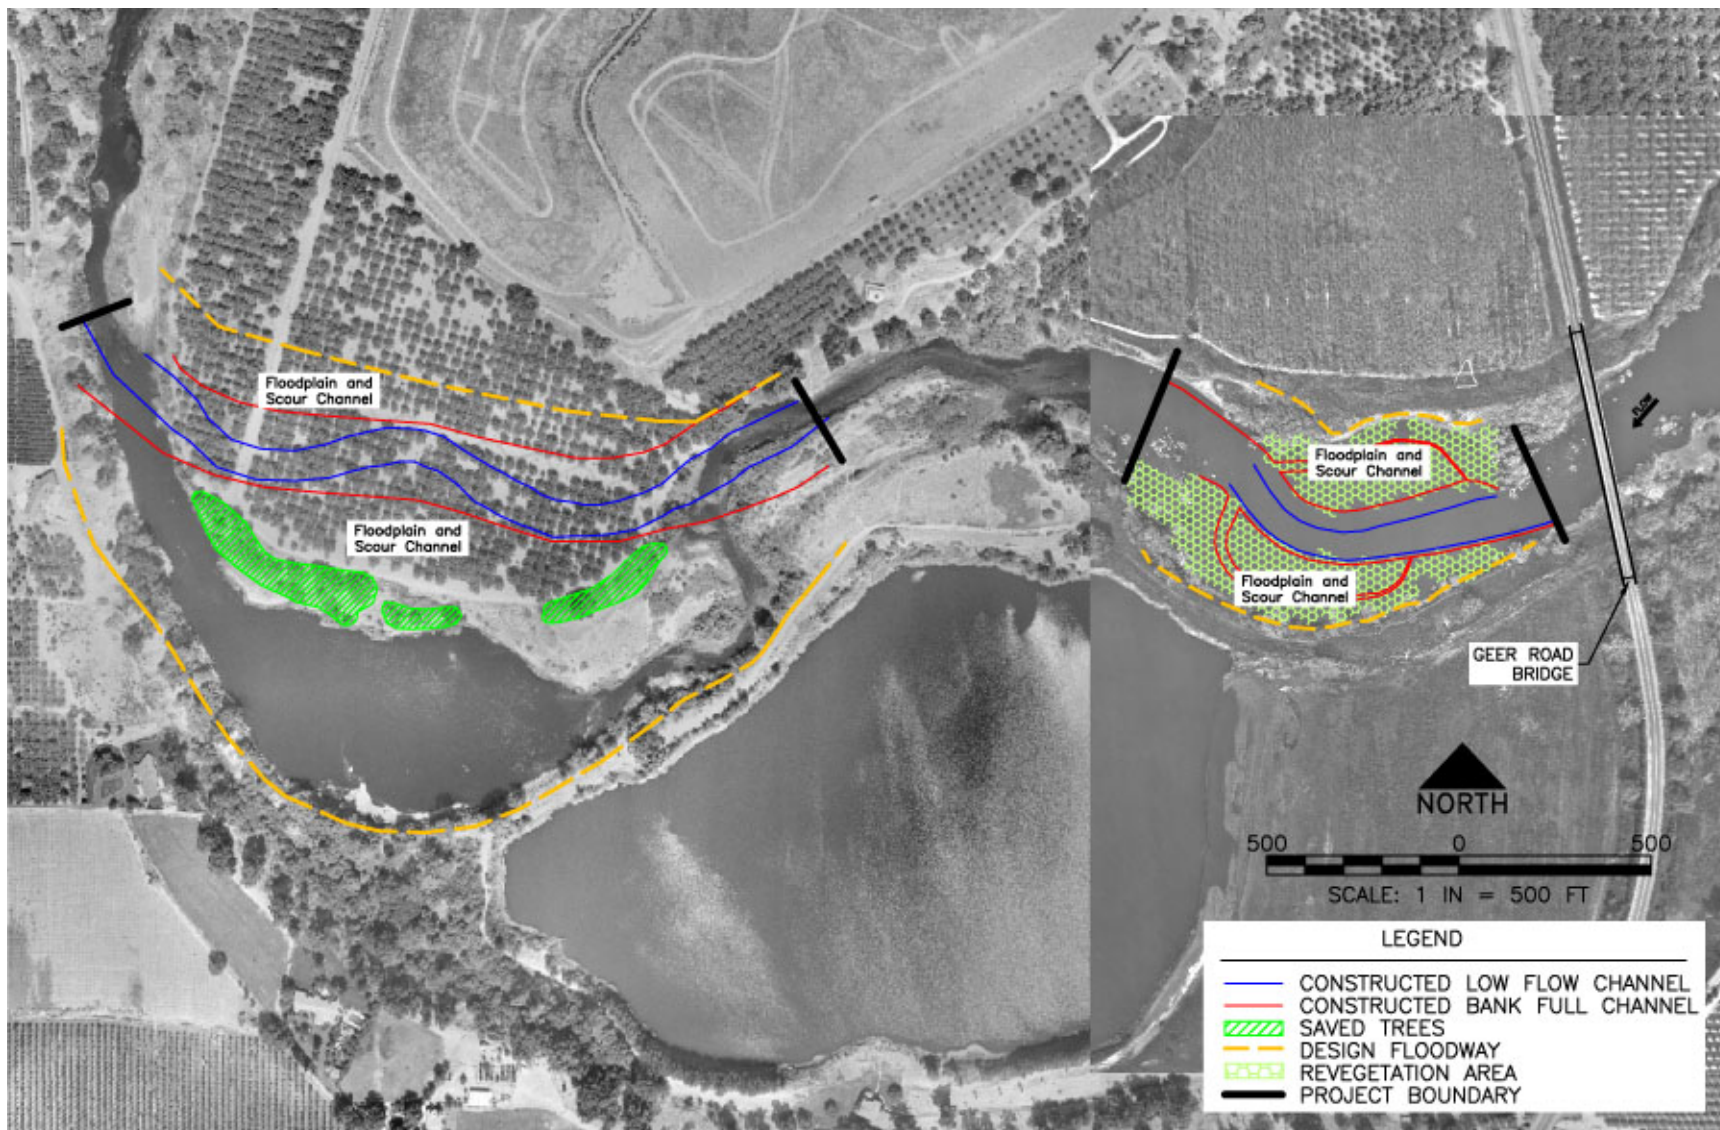 Floodplain and
Scour Channel
Floodplain and
Scour Channel
Floodplain and
Scour Channel
Floodplain and
Scour Channel
FLOW
GEER ROAD
BRIDGE
NORTH
500 0 500
SCALE: 1 IN = 500 FT
LEGEND
CONSTRUCTED LOW FLOW CHANNEL
CONSTRUCTED BANK FULL CHANNEL
SAVED TREES
DESIGN FLOODWAY
REVEGETATION AREA
PROJECT BOUNDARY